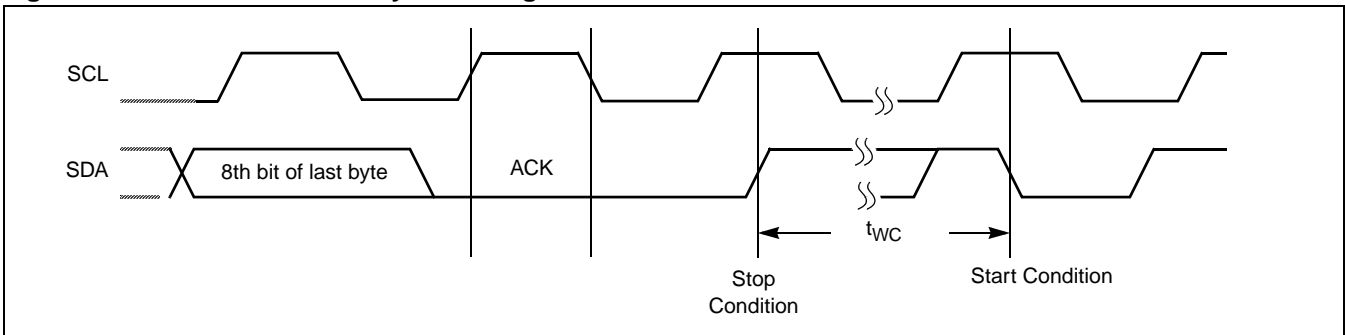 SCL
SDA
8th bit of last byte
ACK
tWC
Stop
Condition
Start Condition